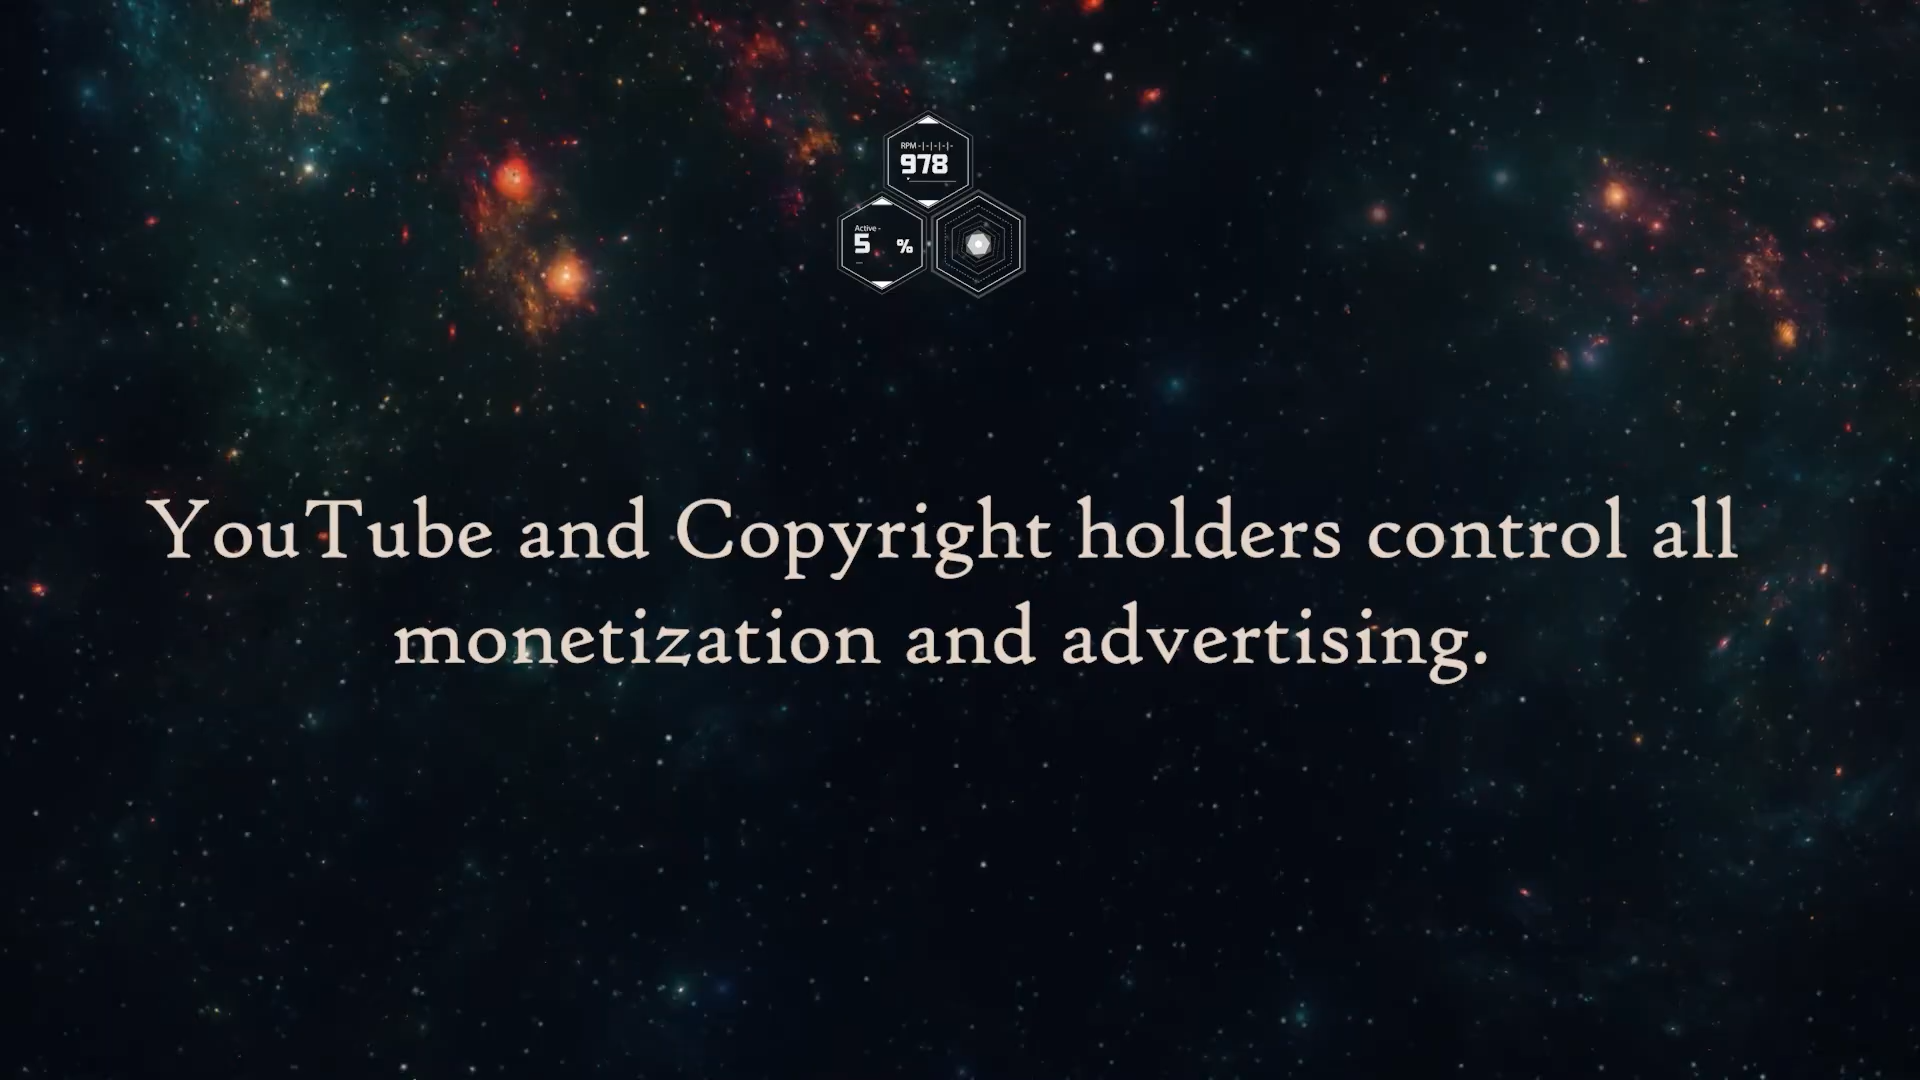 RPM -|-|-|-|-
978
Active -
5 %
YouTube and Copyright holders control all
monetization and advertising.